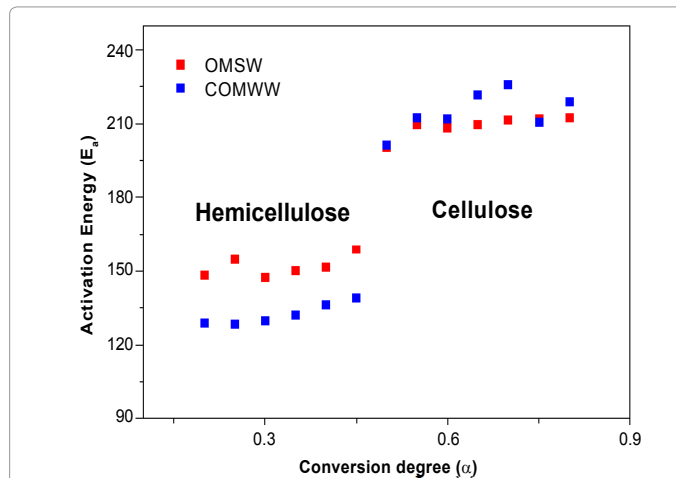 240
210
180
150
120
90
Activation Energy (Eₐ)
OMSW
COMWW
Hemicellulose
Cellulose
0.3
0.6
0.9
Conversion degree (α)